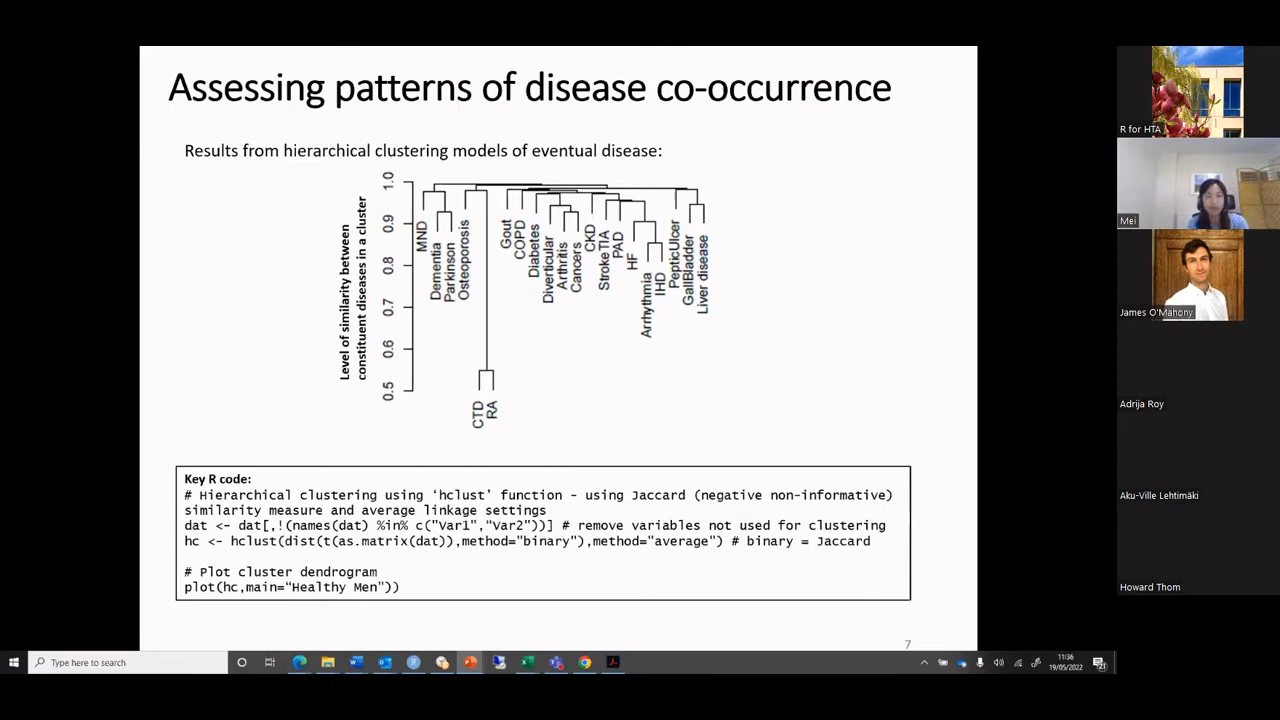 Assessing patterns of disease co-occurrence
Results from hierarchical clustering models of eventual disease:
Level of similarity between
constituent diseases in a cluster
1.0
0.9
0.8
0.7
0.6
0.5
MND
Dementia
Parkinson
Osteoporosis
CTD
RA
Gout
COPD
Diabetes
Diverticular
Arthritis
Cancers
CKD
StrokeTIA
PAD
HF
Arrhythmia
IHD
PepticUlcer
GallBladder
Liver disease
Key R code:
# Hierarchical clustering using ‘hclust’ function - using Jaccard (negative non-informative)
similarity measure and average linkage settings
dat <- dat[,!(names(dat) %in% c("Var1","Var2"))] # remove variables not used for clustering
hc <- hclust(dist(t(as.matrix(dat)),method="binary"),method="average") # binary = Jaccard
# Plot cluster dendrogram
plot(hc,main="Healthy Men"))
7
R for HTA
Mei
James O'Mahony
Adrija Roy
Aku-Ville Lehtimäki
Howard Thom
Type here to search
11:36
19/05/2022
21